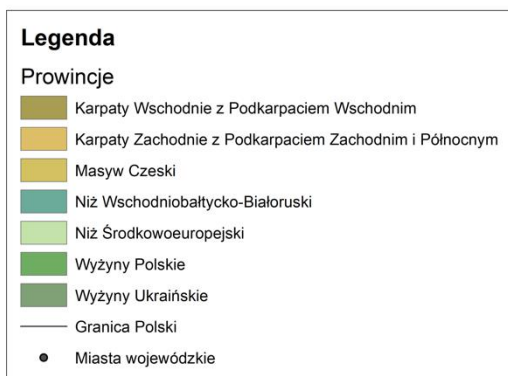 Legenda
Prowincje
Karpaty Wschodnie z Podkarpaciem Wschodnim
Karpaty Zachodnie z Podkarpaciem Zachodnim i Północnym
Masyw Czeski
Niż Wschodniobałtycko-Białoruski
Niż Środkowoeuropejski
Wyżyny Polskie
Wyżyny Ukraińskie
Granica Polski
Miasta wojewódzkie